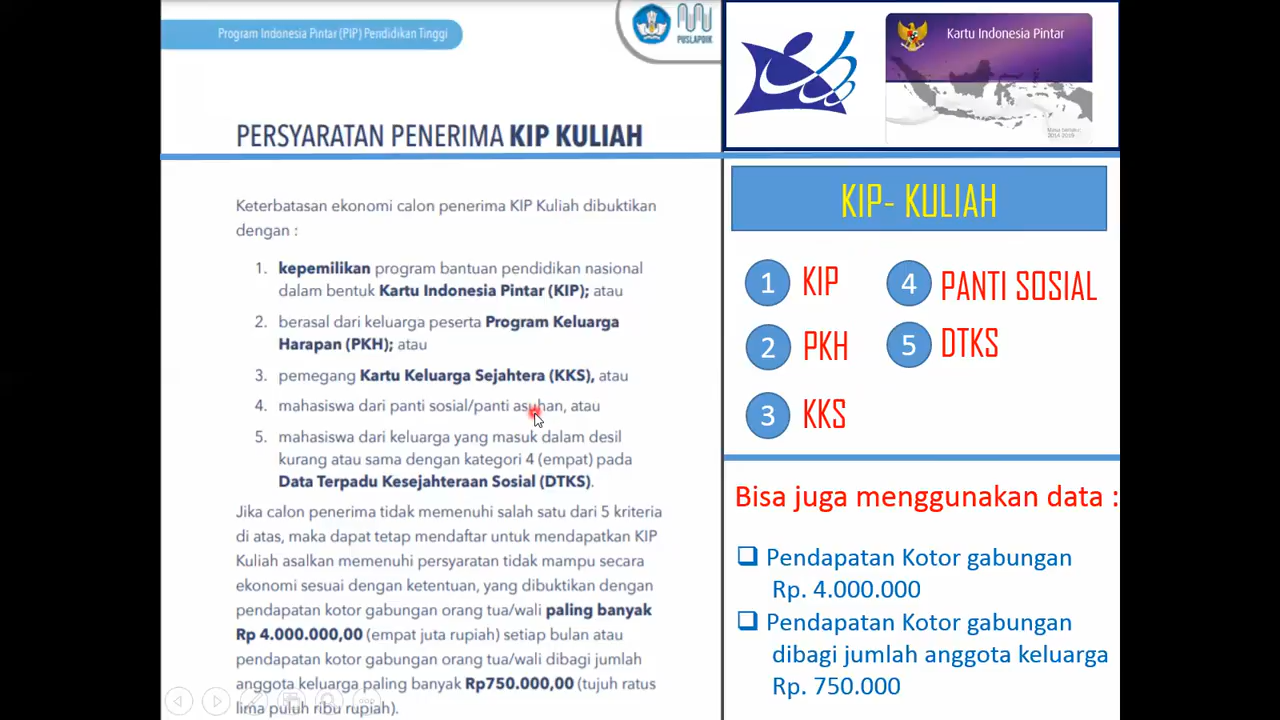 Program Indonesia Pintar (PIP) Pendidikan Tinggi
PUSLAPDIK
PERSYARATAN PENERIMA KIP KULIAH
Keterbatasan ekonomi calon penerima KIP Kuliah dibuktikan
dengan :
1. kepemilikan program bantuan pendidikan nasional
dalam bentuk Kartu Indonesia Pintar (KIP); atau
2. berasal dari keluarga peserta Program Keluarga
Harapan (PKH); atau
3. pemegang Kartu Keluarga Sejahtera (KKS), atau
4. mahasiswa dari panti sosial/panti asuhan, atau
5. mahasiswa dari keluarga yang masuk dalam desil
kurang atau sama dengan kategori 4 (empat) pada
Data Terpadu Kesejahteraan Sosial (DTKS).
Jika calon penerima tidak memenuhi salah satu dari 5 kriteria
di atas, maka dapat tetap mendaftar untuk mendapatkan KIP
Kuliah asalkan memenuhi persyaratan tidak mampu secara
ekonomi sesuai dengan ketentuan, yang dibuktikan dengan
pendapatan kotor gabungan orang tua/wali paling banyak
Rp 4.000.000,00 (empat juta rupiah) setiap bulan atau
pendapatan kotor gabungan orang tua/wali dibagi jumlah
anggota keluarga paling banyak Rp750.000,00 (tujuh ratus
lima puluh ribu rupiah).
Kartu Indonesia Pintar
Masa berlaku
2014-2019
KIP- KULIAH
1 KIP
2 PKH
3 KKS
4 PANTI SOSIAL
5 DTKS
Bisa juga menggunakan data :
Pendapatan Kotor gabungan
Rp. 4.000.000
Pendapatan Kotor gabungan
dibagi jumlah anggota keluarga
Rp. 750.000